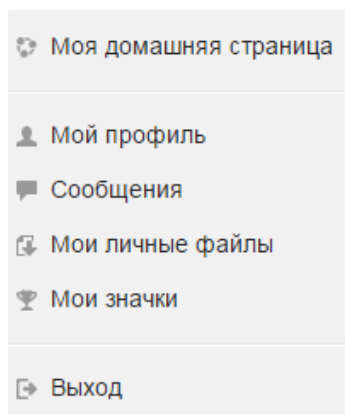 Моя домашняя страница
Мой профиль
Сообщения
Мои личные файлы
Мои значки
Выход